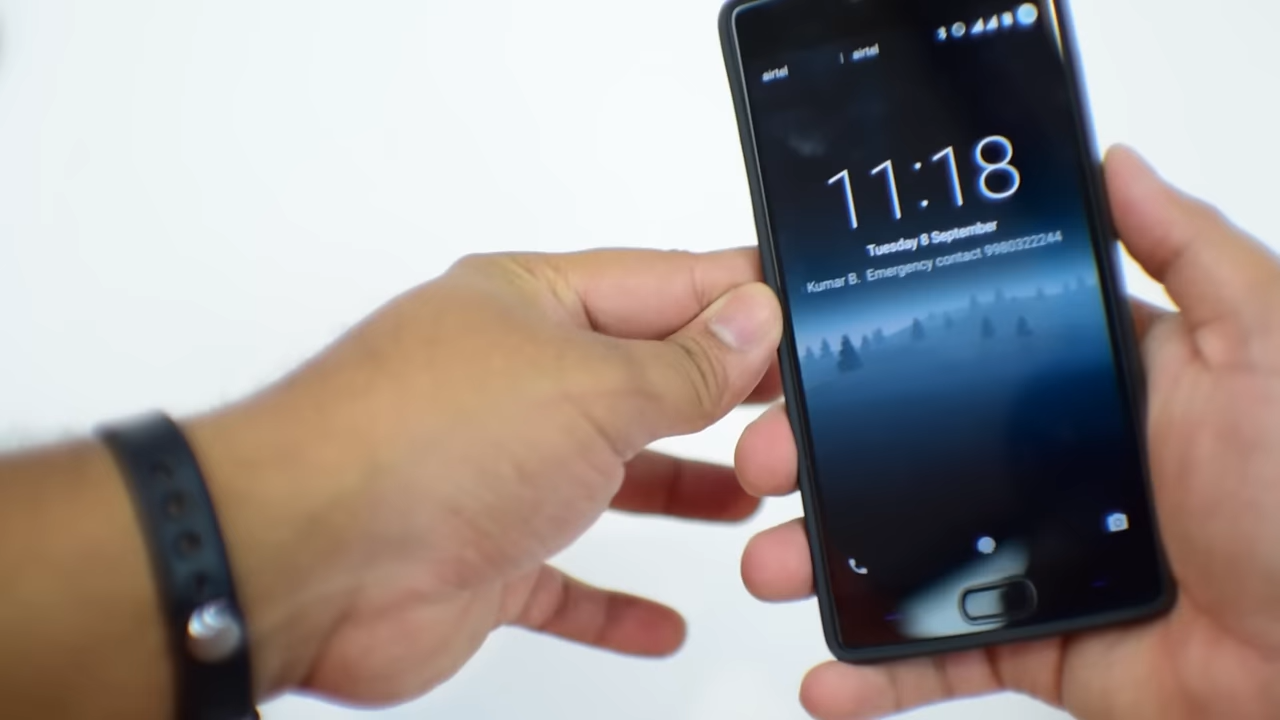 airtel | airtel
11:18
Tuesday 8 September
Kumar B. Emergency contact 9980322244